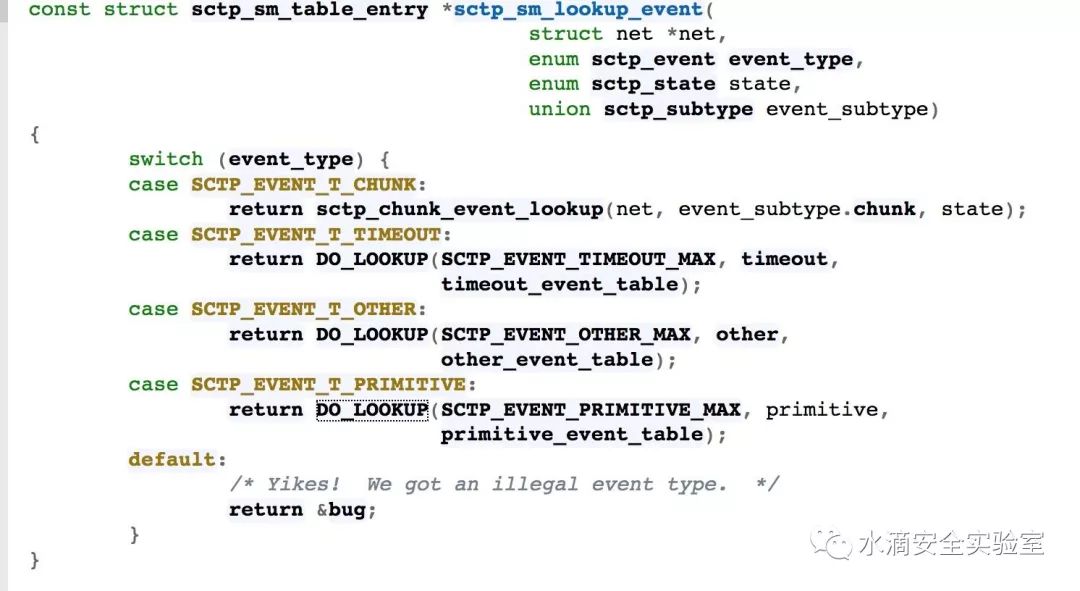 const struct sctp_sm_table_entry *sctp_sm_lookup_event(
                                        struct net *net,
                                        enum sctp_event event_type,
                                        enum sctp_state state,
                                        union sctp_subtype event_subtype)
{
        switch (event_type) {
        case SCTP_EVENT_T_CHUNK:
                return sctp_chunk_event_lookup(net, event_subtype.chunk, state);
        case SCTP_EVENT_T_TIMEOUT:
                return DO_LOOKUP(SCTP_EVENT_TIMEOUT_MAX, timeout,
                                 timeout_event_table);
        case SCTP_EVENT_T_OTHER:
                return DO_LOOKUP(SCTP_EVENT_OTHER_MAX, other,
                                 other_event_table);
        case SCTP_EVENT_T_PRIMITIVE:
                return DO_LOOKUP(SCTP_EVENT_PRIMITIVE_MAX, primitive,
                                 primitive_event_table);
        default:
                /* Yikes!  We got an illegal event type.  */
                return &bug;
        }
}
水滴安全实验室